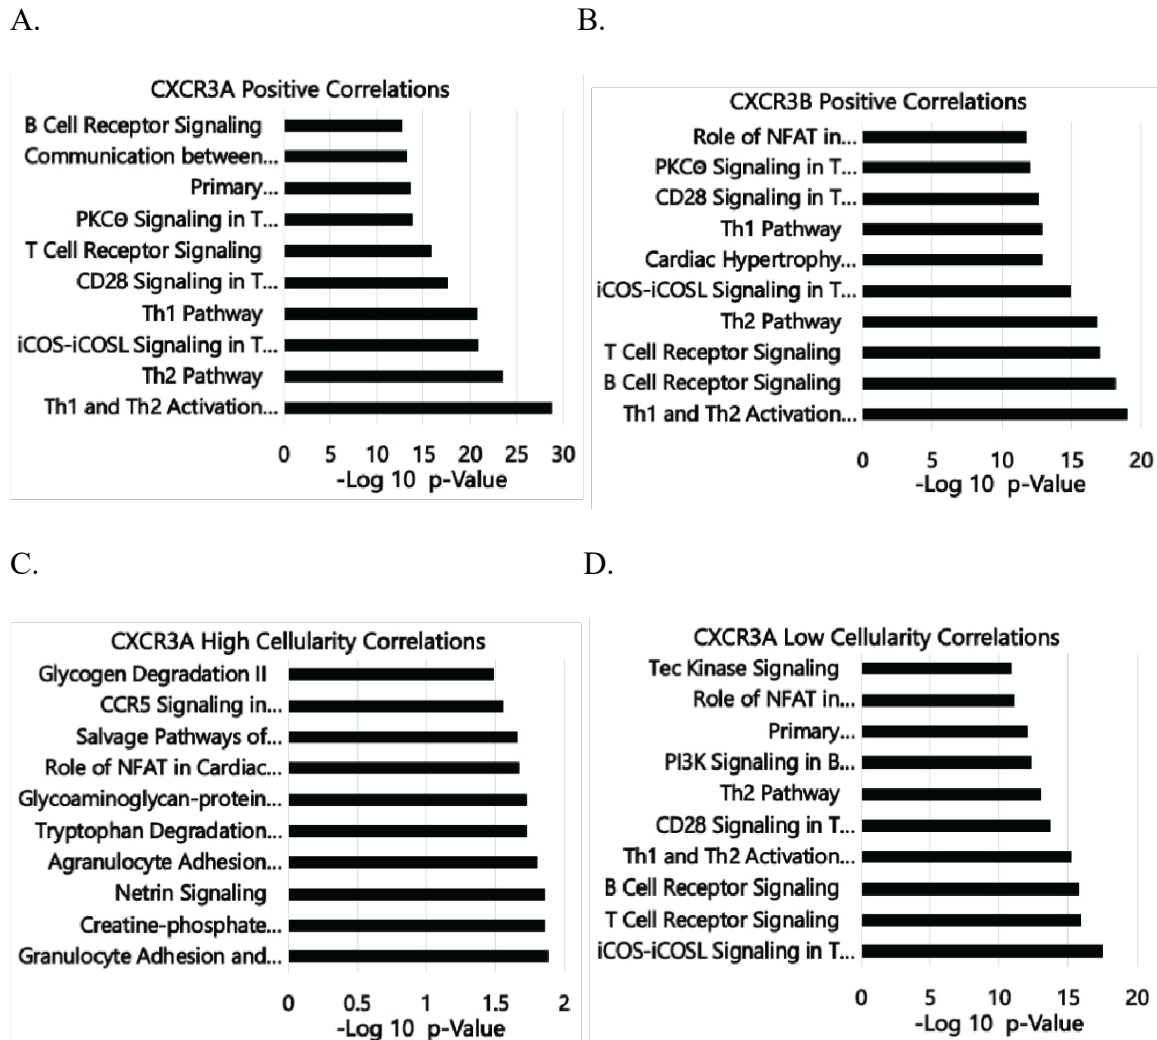 A.
B.
CXCR3A Positive Correlations
B Cell Receptor Signaling
Communication between...
Primary...
PKCΘ Signaling in T...
T Cell Receptor Signaling
CD28 Signaling in T...
Th1 Pathway
iCOS-iCOSL Signaling in T...
Th2 Pathway
Th1 and Th2 Activation...
0 5 10 15 20 25 30
-Log 10 p-Value
CXCR3B Positive Correlations
Role of NFAT in...
PKCΘ Signaling in T...
CD28 Signaling in T...
Th1 Pathway
Cardiac Hypertrophy...
iCOS-iCOSL Signaling in T...
Th2 Pathway
T Cell Receptor Signaling
B Cell Receptor Signaling
Th1 and Th2 Activation...
0 5 10 15 20
-Log 10 p-Value
C.
D.
CXCR3A High Cellularity Correlations
Glycogen Degradation II
CCR5 Signaling in...
Salvage Pathways of...
Role of NFAT in Cardiac...
Glycoaminoglycan-protein...
Tryptophan Degradation...
Agranulocyte Adhesion...
Netrin Signaling
Creatine-phosphate...
Granulocyte Adhesion and...
0 0.5 1 1.5 2
-Log 10 p-Value
CXCR3A Low Cellularity Correlations
Tec Kinase Signaling
Role of NFAT in...
Primary...
PI3K Signaling in B...
Th2 Pathway
CD28 Signaling in T...
Th1 and Th2 Activation...
B Cell Receptor Signaling
T Cell Receptor Signaling
iCOS-iCOSL Signaling in T...
0 5 10 15 20
-Log 10 p-Value